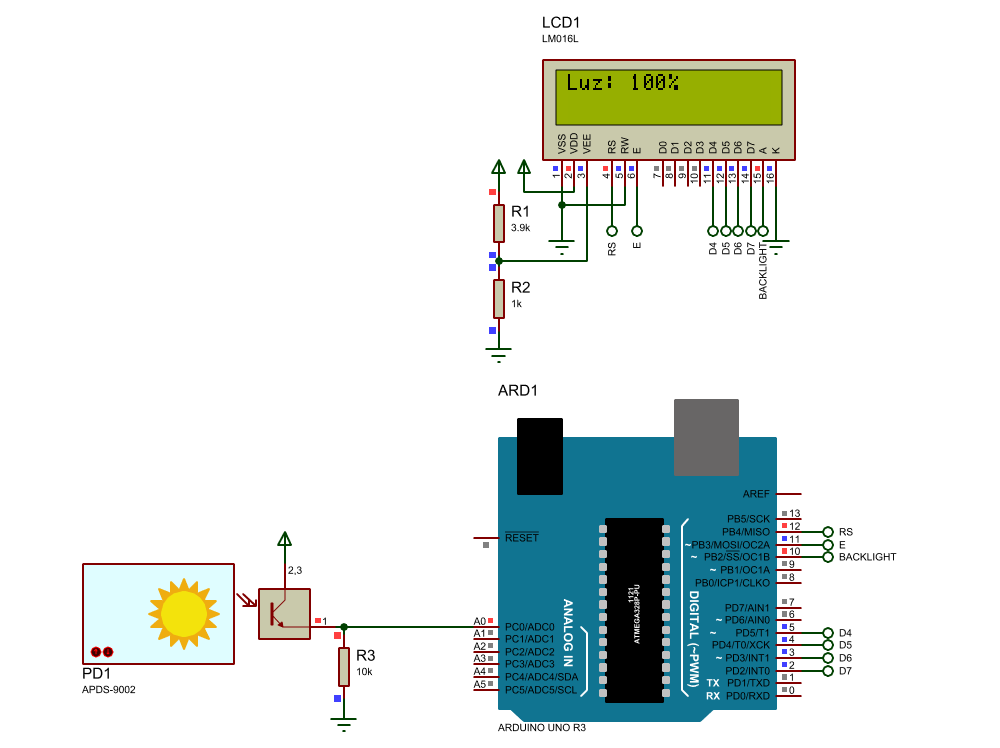 LCD1
LM016L
Luz: 100%
VSS VDD VEE RS RW E D0 D1 D2 D3 D4 D5 D6 D7 A K
1 2 3 4 5 6 7 8 9 10 11 12 13 14 15 16
R1
3.9k
RS E D4 D5 D6 D7 BACKLIGHT
R2
1k
ARD1
AREF
PB5/SCK 13
PB4/MISO 12 RS
RESET
~PB3/MOSI/OC2A 11 E
~ PB2/SS/OC1B 10 BACKLIGHT
~ PB1/OC1A 9
PB0/ICP1/CLKO 8
2,3
1121
ATMEGA328P-PU
ANALOG IN
DIGITAL (~PWM)
PD7/AIN1 7
~ PD6/AIN0 6
~ PD5/T1 5 D4
PD4/T0/XCK 4 D5
~ PD3/INT1 3 D6
PD2/INT0 2 D7
TX PD1/TXD 1
RX PD0/RXD 0
1
A0 PC0/ADC0
A1 PC1/ADC1
A2 PC2/ADC2
A3 PC3/ADC3
A4 PC4/ADC4/SDA
A5 PC5/ADC5/SCL
R3
10k
PD1
APDS-9002
ARDUINO UNO R3